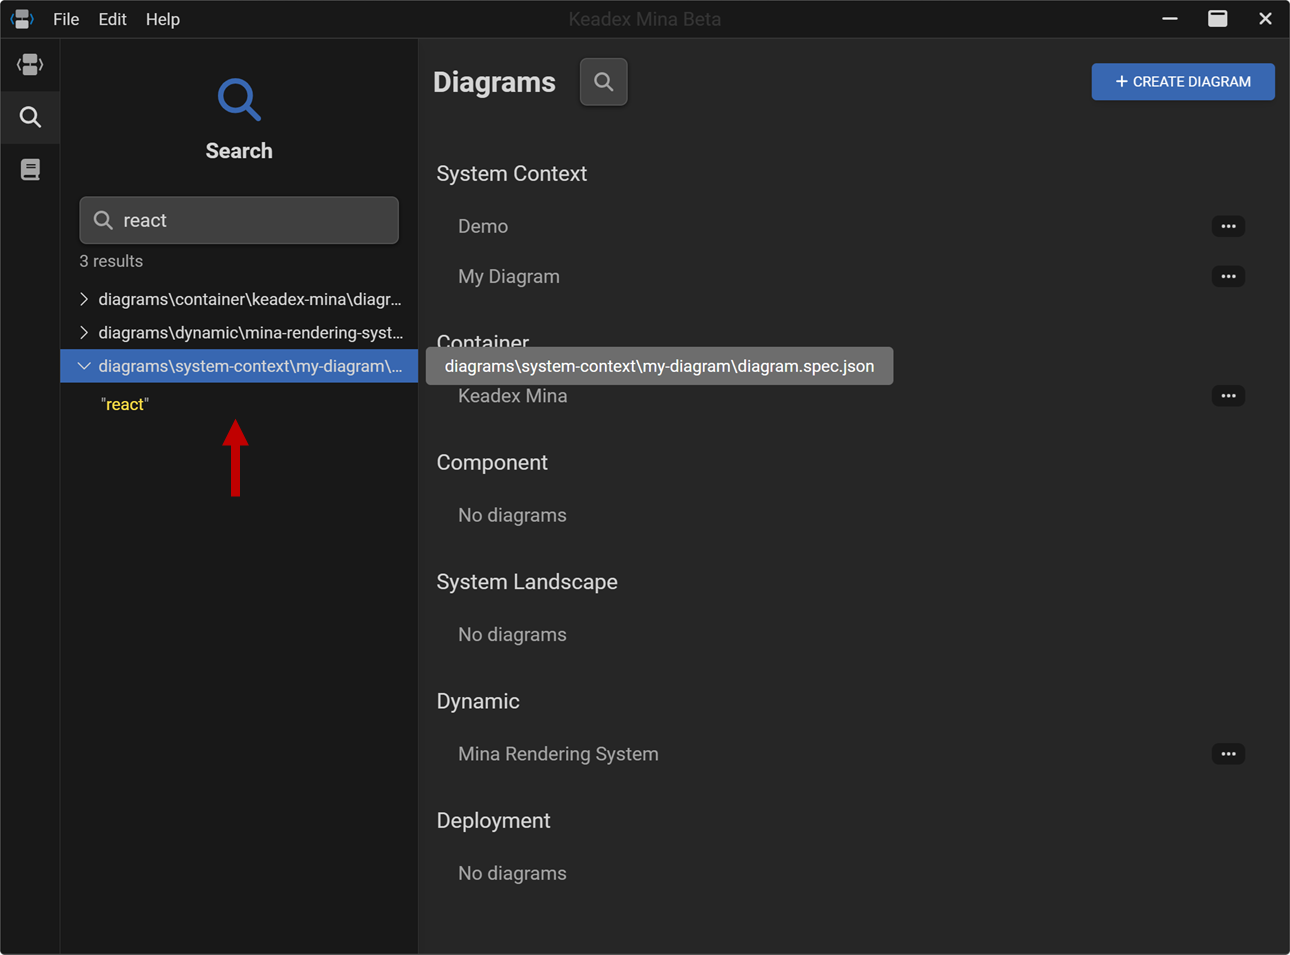 File Edit Help
Keadex Mina Beta
Search
react
3 results
diagrams\container\keadex-mina\diagr...
diagrams\dynamic\mina-rendering-syst...
diagrams\system-context\my-diagram\...
"react"
Diagrams
+ CREATE DIAGRAM
System Context
Demo
My Diagram
Container
diagrams\system-context\my-diagram\diagram.spec.json
Keadex Mina
Component
No diagrams
System Landscape
No diagrams
Dynamic
Mina Rendering System
Deployment
No diagrams